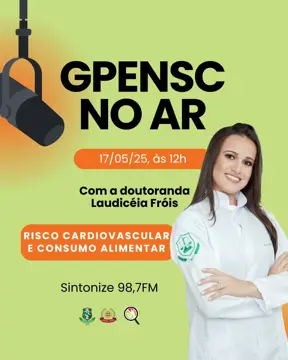 GPENSC
NO AR
17/05/25, às 12h
Com a doutoranda
Laudicéia Fróis
RISCO CARDIOVASCULAR
E CONSUMO ALIMENTAR
Sintonize 98,7FM